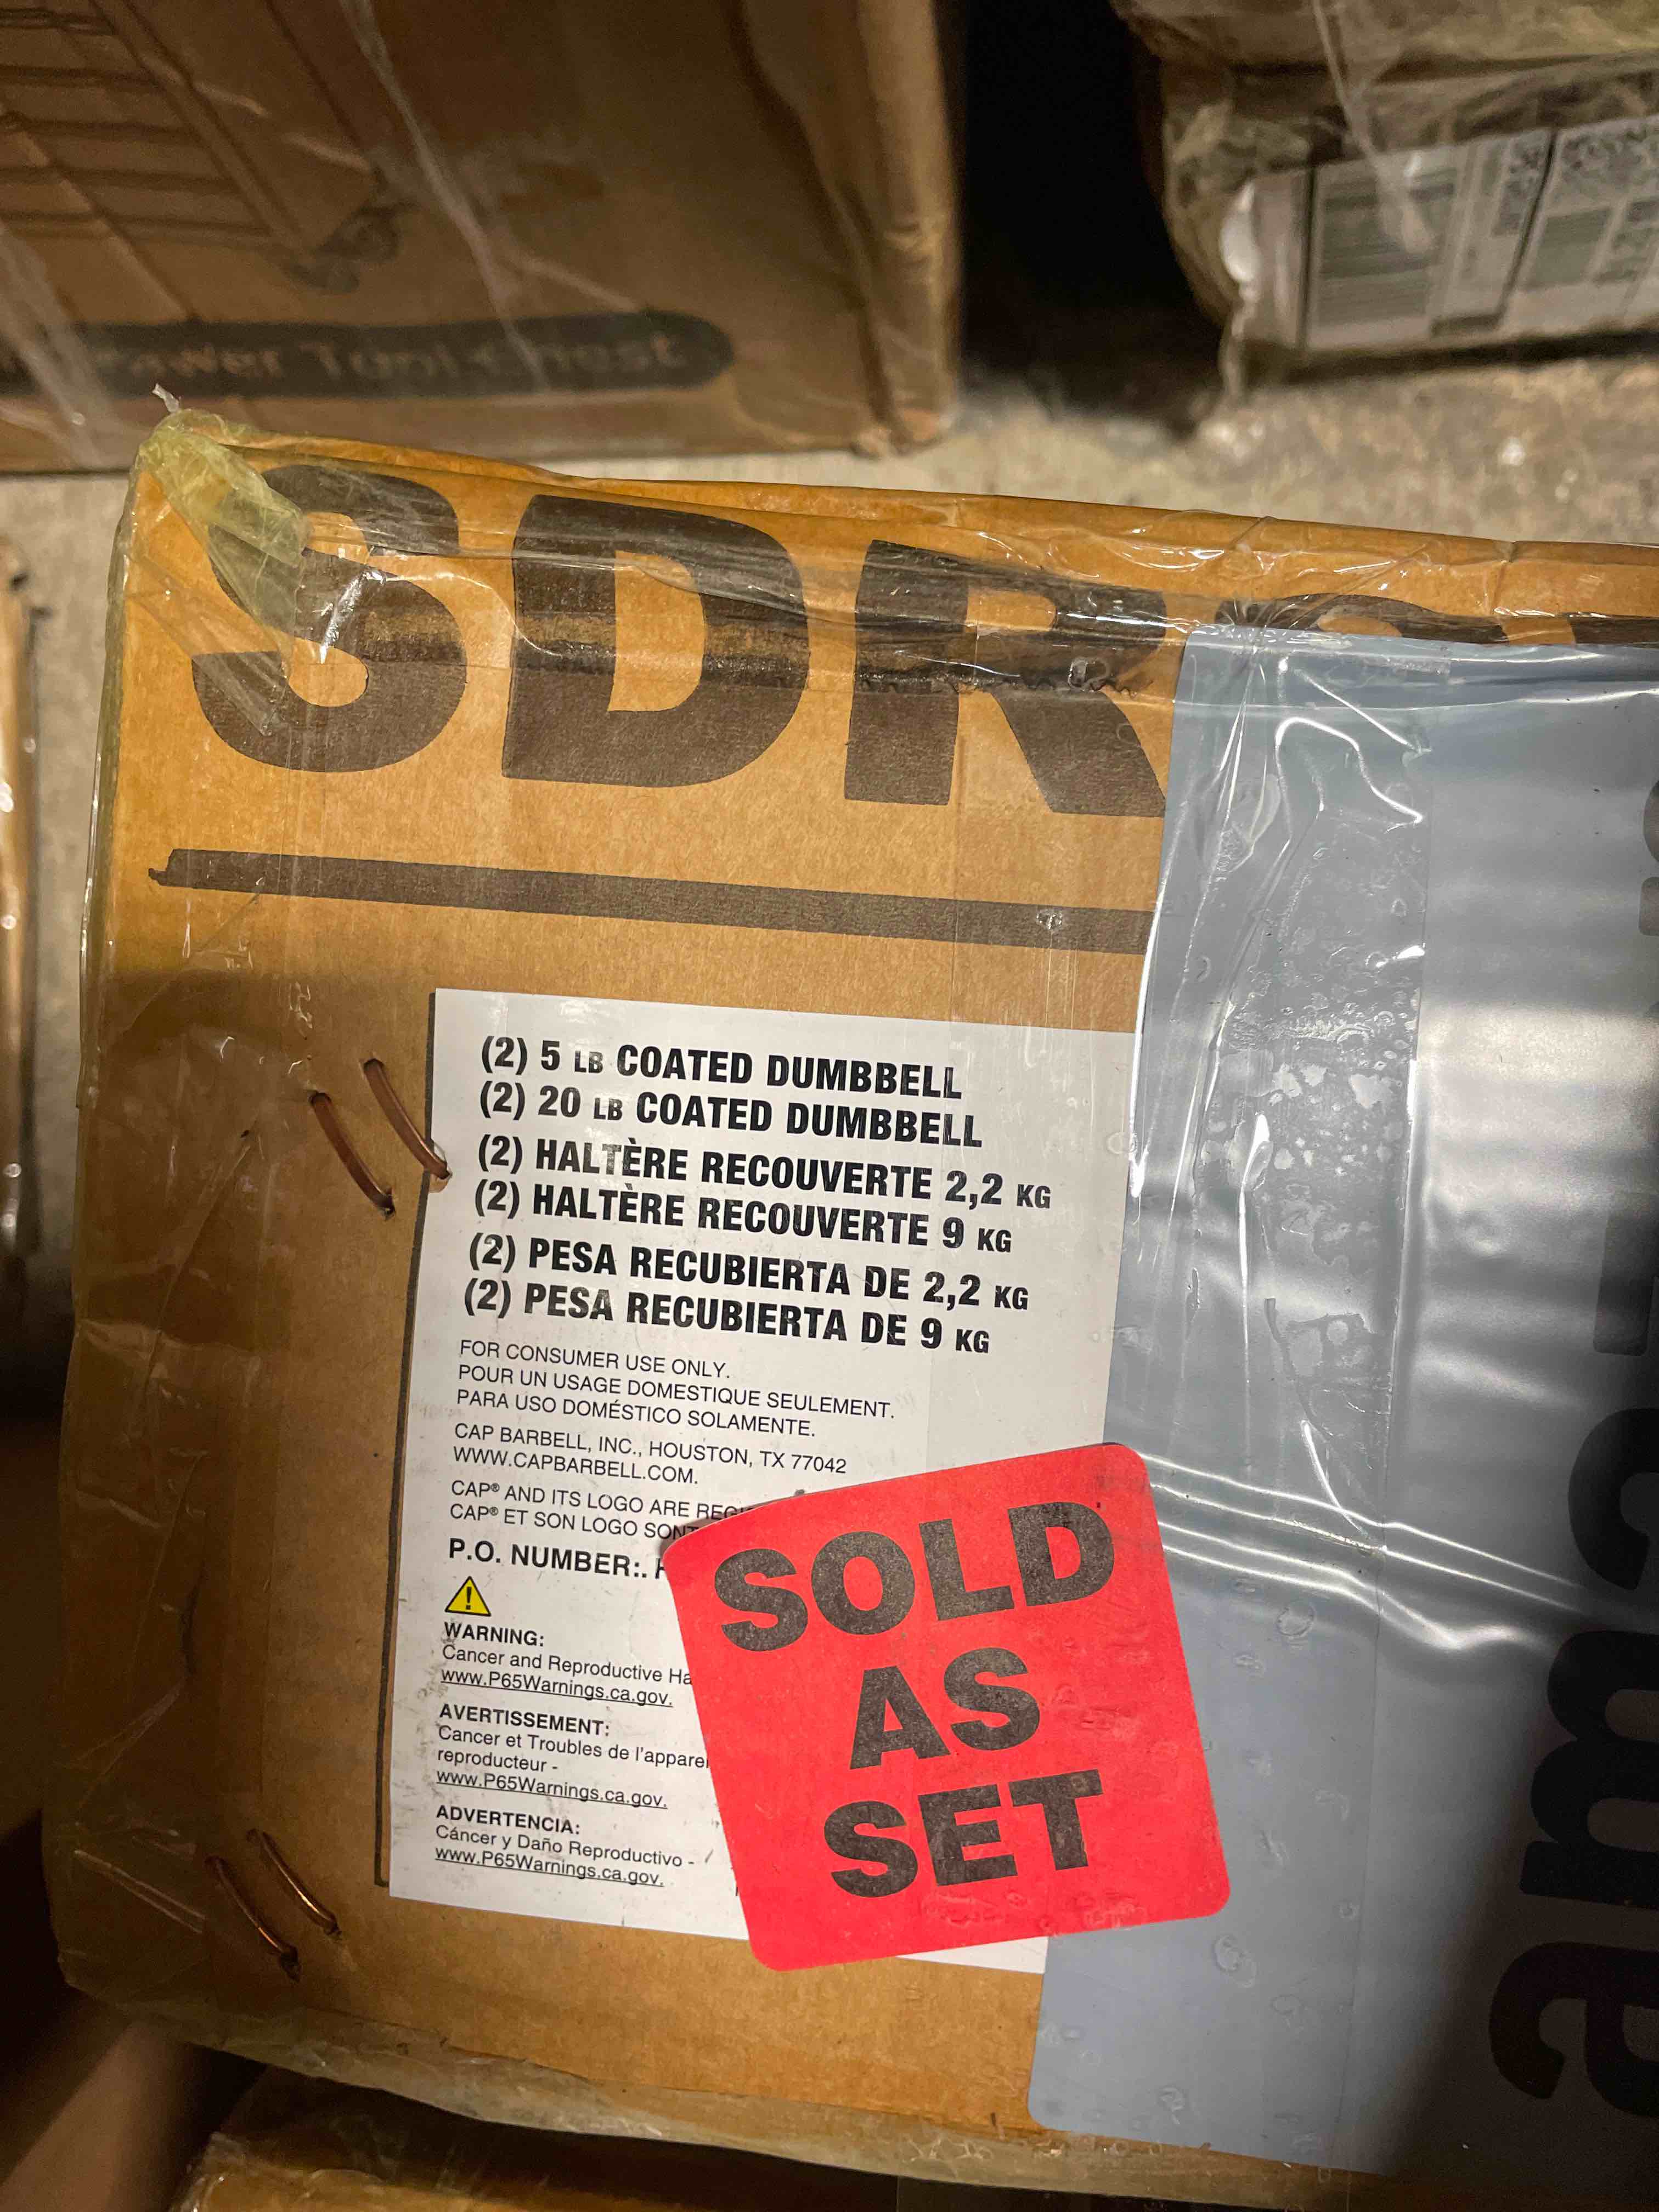 Tool Chest
SDR
(2) 5 LB COATED DUMBBELL
(2) 20 LB COATED DUMBBELL
(2) HALTÈRE RECOUVERTE 2,2 KG
(2) HALTÈRE RECOUVERTE 9 KG
(2) PESA RECUBIERTA DE 2,2 KG
(2) PESA RECUBIERTA DE 9 KG
FOR CONSUMER USE ONLY.
POUR UN USAGE DOMESTIQUE SEULEMENT.
PARA USO DOMÉSTICO SOLAMENTE.
CAP BARBELL, INC., HOUSTON, TX 77042
WWW.CAPBARBELL.COM.
CAP® AND ITS LOGO ARE
CAP® ET SON LOGO SONT
P.O. NUMBER:.
WARNING:
Cancer and Reproductive
www.P65Warnings.ca.gov.
AVERTISSEMENT:
Cancer et Troubles de l'appareil
reproducteur -
www.P65Warnings.ca.gov.
ADVERTENCIA:
Cáncer y Daño Reproductivo -
www.P65Warnings.ca.gov.
SOLD
AS
SET